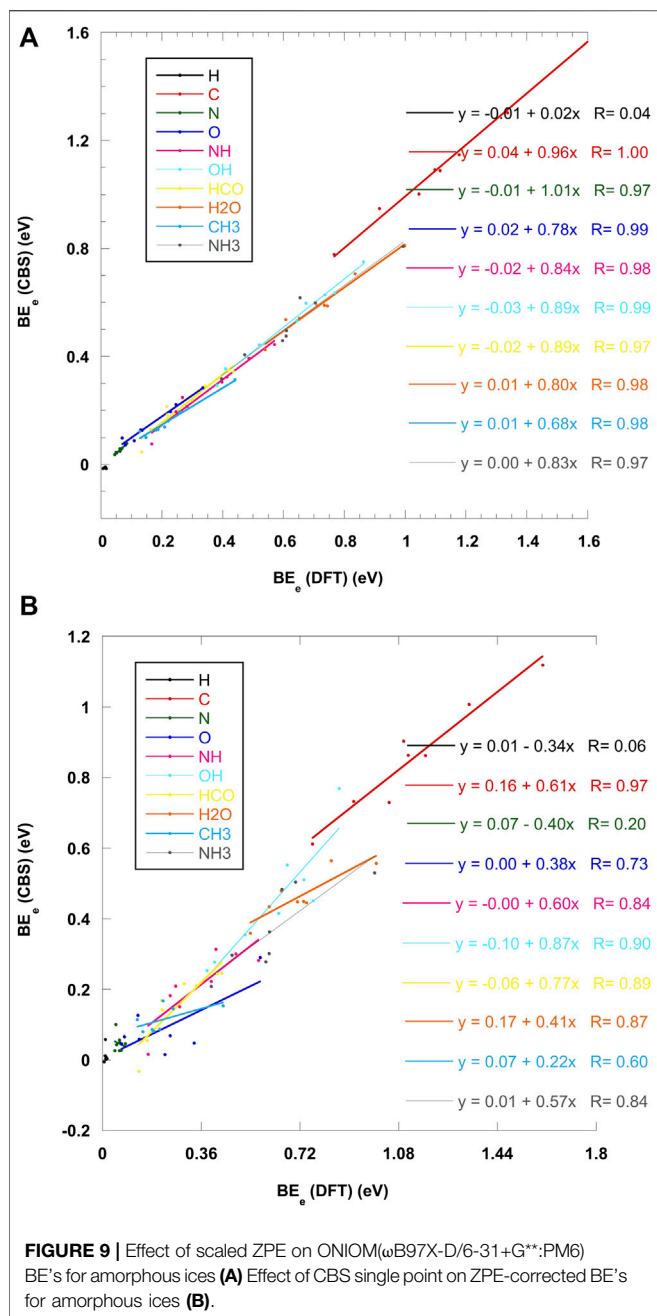 A
1.6
1.2
0.8
0.4
0
BE_e (CBS) (eV)
H
C
N
O
NH
OH
HCO
H2O
CH3
NH3
y = -0.01 + 0.02x R= 0.04
y = 0.04 + 0.96x R= 1.00
y = -0.01 + 1.01x R= 0.97
y = 0.02 + 0.78x R= 0.99
y = -0.02 + 0.84x R= 0.98
y = -0.03 + 0.89x R= 0.99
y = -0.02 + 0.89x R= 0.97
y = 0.01 + 0.80x R= 0.98
y = 0.01 + 0.68x R= 0.98
y = 0.00 + 0.83x R= 0.97
0 0.2 0.4 0.6 0.8 1 1.2 1.4 1.6
BE_e (DFT) (eV)
B
1.2
1
0.8
0.6
0.4
0.2
0
-0.2
BE_e (CBS) (eV)
H
C
N
O
NH
OH
HCO
H2O
CH3
NH3
y = 0.01 - 0.34x R= 0.06
y = 0.16 + 0.61x R= 0.97
y = 0.07 - 0.40x R= 0.20
y = 0.00 + 0.38x R= 0.73
y = -0.00 + 0.60x R= 0.84
y = -0.10 + 0.87x R= 0.90
y = -0.06 + 0.77x R= 0.89
y = 0.17 + 0.41x R= 0.87
y = 0.07 + 0.22x R= 0.60
y = 0.01 + 0.57x R= 0.84
0 0.36 0.72 1.08 1.44 1.8
BE_e (DFT) (eV)
FIGURE 9 | Effect of scaled ZPE on ONIOM(ωB97X-D/6-31+G**:PM6)
BE's for amorphous ices (A) Effect of CBS single point on ZPE-corrected BE's
for amorphous ices (B).